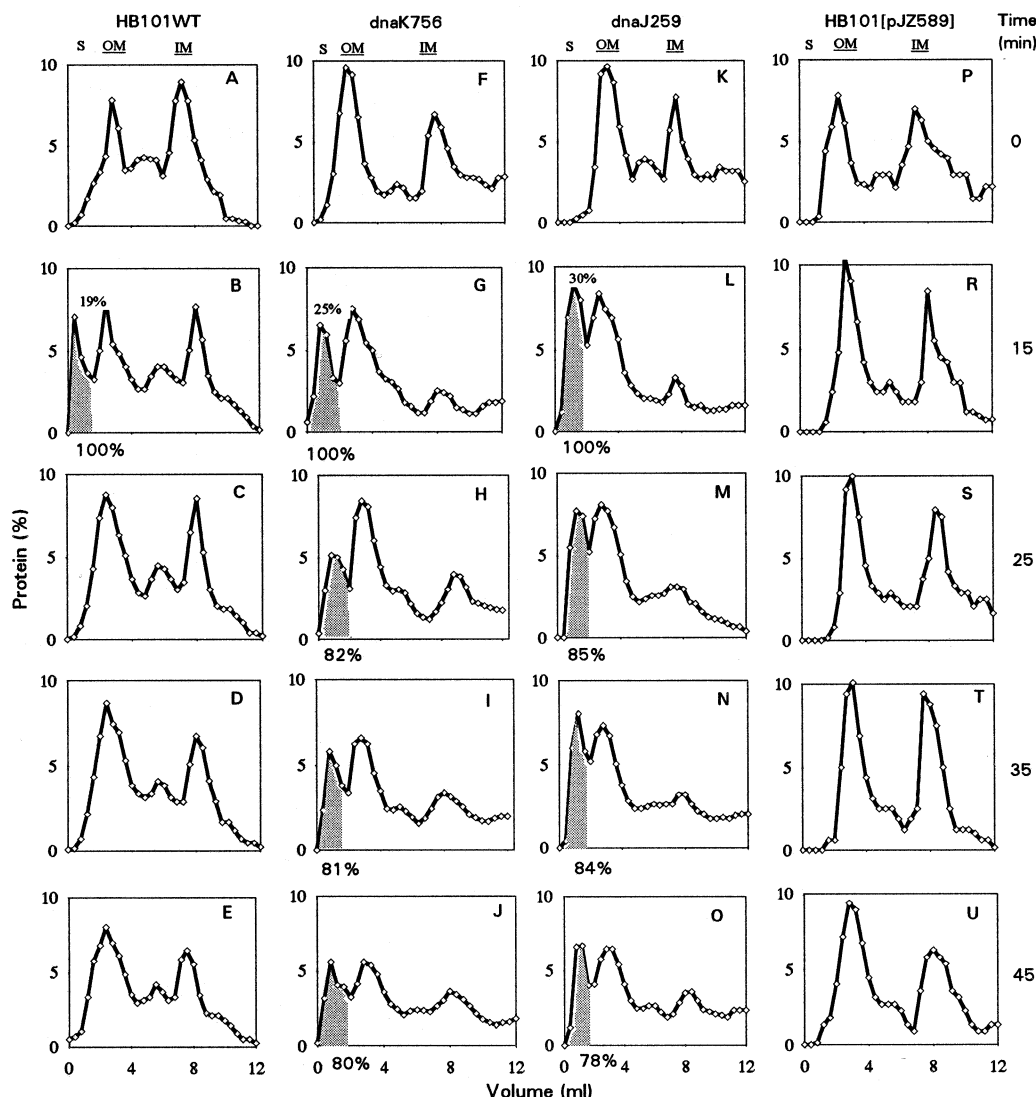 HB101WT dnaK756 dnaJ259 HB101[pJZ589] Time
(min)
S OM IM S OM IM S OM IM S OM IM
10 A 10 F 10 K 10 P
5 5 5 5 0
0 0 0 0
10 B 10 G 10 L 10 R
19% 25% 30%
5 5 5 5 15
0 0 0 0
100% 100% 100%
10 C 10 H 10 M 10 S
5 5 5 5 25
0 0 0 0
82% 85%
10 D 10 I 10 N 10 T
5 5 5 5 35
0 0 0 0
81% 84%
10 E 10 J 10 O 10 U
5 5 5 5 45
0 0 0 0
0 4 8 12 0 4 8 12 0 4 8 12 0 4 8 12
80% 78%
Protein (%)
Volume (ml)